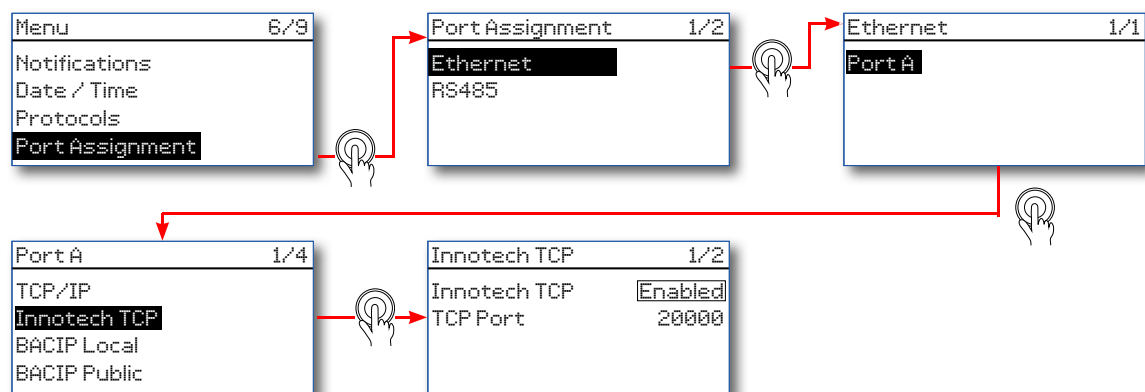 Menu 6/9
Notifications
Date / Time
Protocols
Port Assignment
Port Assignment 1/2
Ethernet
RS485
Ethernet 1/1
Port A
Port A 1/4
TCP/IP
Innotech TCP
BACIP Local
BACIP Public
Innotech TCP 1/2
Innotech TCP Enabled
TCP Port 20000